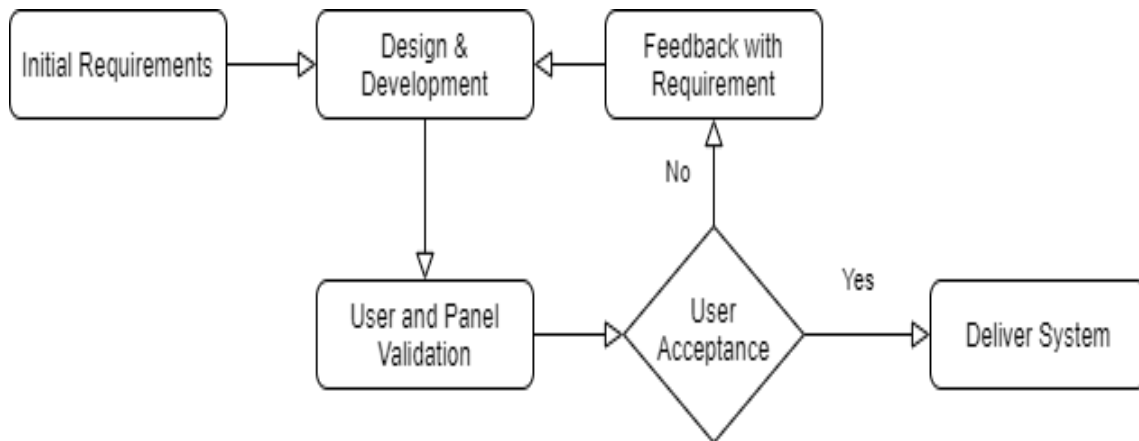 Initial Requirements
Design &
Development
Feedback with
Requirement
No
User and Panel
Validation
User
Acceptance
Yes
Deliver System